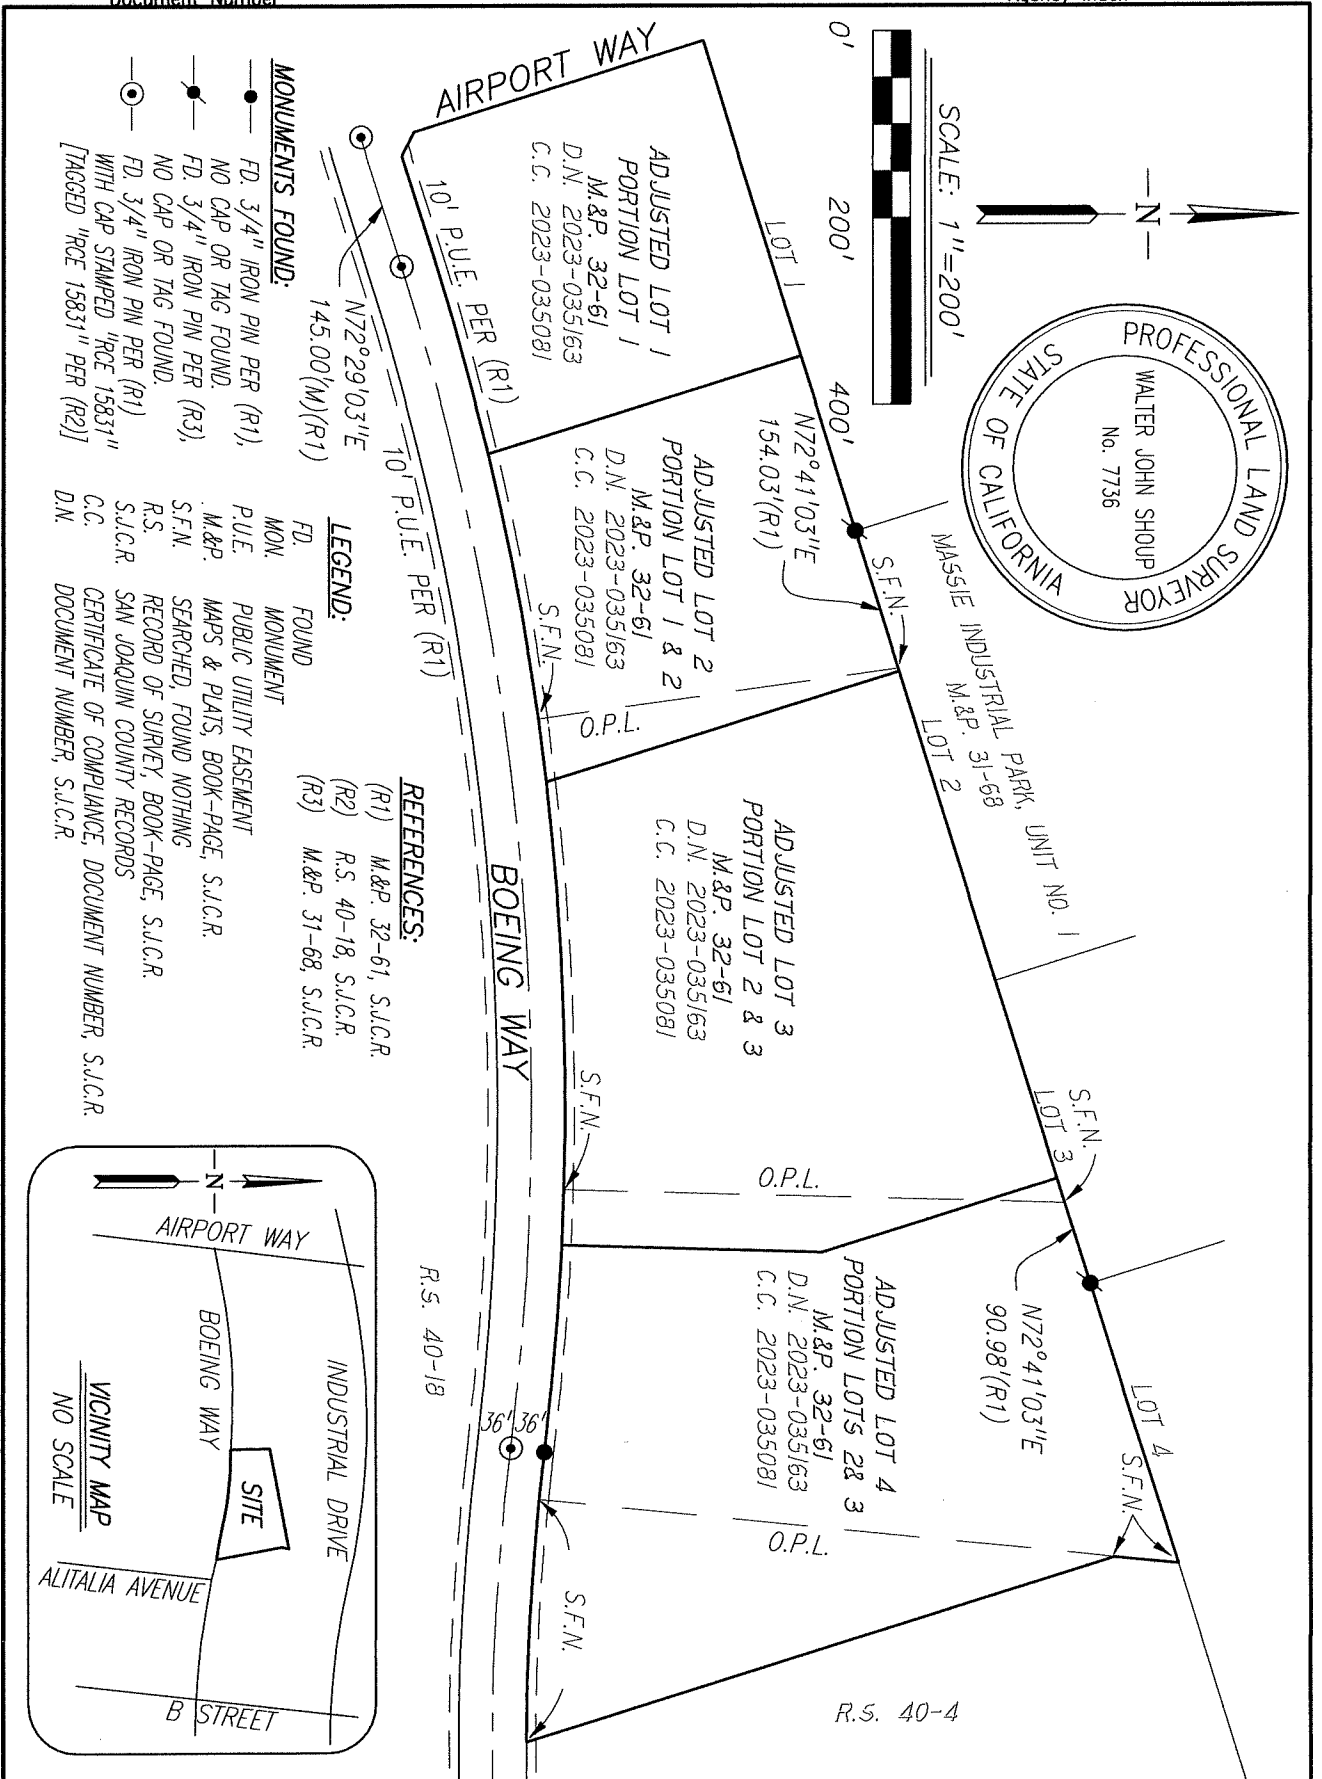 SCALE: 1"=200'
0'
200'
400'
-N-
PROFESSIONAL LAND SURVEYOR
STATE OF CALIFORNIA
WALTER JOHN SHOUP
No. 7736
AIRPORT WAY
LOT 1
ADJUSTED LOT 1
PORTION LOT 1
M.&P. 32-61
D.N. 2023-035163
C.C. 2023-035081
10' P.U.E. PER (R1)
N72°41'03"E
154.03'(R1)
S.F.N.
MASSIE INDUSTRIAL PARK, UNIT NO. 1
M.&P. 31-68
LOT 2
ADJUSTED LOT 2
PORTION LOT 1 & 2
M.&P. 32-61
D.N. 2023-035163
C.C. 2023-035081
S.F.N.
O.P.L.
ADJUSTED LOT 3
PORTION LOT 2 & 3
M.&P. 32-61
D.N. 2023-035163
C.C. 2023-035081
S.F.N.
LOT 3
S.F.N.
O.P.L.
N72°41'03"E
90.98'(R1)
LOT 4
S.F.N.
ADJUSTED LOT 4
PORTION LOTS 2& 3
M.&P. 32-61
D.N. 2023-035163
C.C. 2023-035081
O.P.L.
S.F.N.
R.S. 40-4
36' 36'
BOEING WAY
R.S. 40-18
N72°29'03"E
145.00'(M)(R1)
10' P.U.E. PER (R1)
MONUMENTS FOUND:
FD. 3/4" IRON PIN PER (R1),
NO CAP OR TAG FOUND.
FD. 3/4" IRON PIN PER (R3),
NO CAP OR TAG FOUND.
FD. 3/4" IRON PIN PER (R1)
WITH CAP STAMPED "RCE 15831"
[TAGGED "RCE 15831" PER (R2)]
LEGEND:
FD. FOUND
MON. MONUMENT
P.U.E. PUBLIC UTILITY EASEMENT
M.&P. MAPS & PLATS, BOOK-PAGE, S.J.C.R.
S.F.N. SEARCHED, FOUND NOTHING
R.S. RECORD OF SURVEY, BOOK-PAGE, S.J.C.R.
S.J.C.R. SAN JOAQUIN COUNTY RECORDS
C.C. CERTIFICATE OF COMPLIANCE, DOCUMENT NUMBER, S.J.C.R.
D.N. DOCUMENT NUMBER, S.J.C.R.
REFERENCES:
(R1) M.&P. 32-61, S.J.C.R.
(R2) R.S. 40-18, S.J.C.R.
(R3) M.&P. 31-68, S.J.C.R.
-N-
AIRPORT WAY
INDUSTRIAL DRIVE
BOEING WAY
SITE
ALITALIA AVENUE
B STREET
VICINITY MAP
NO SCALE